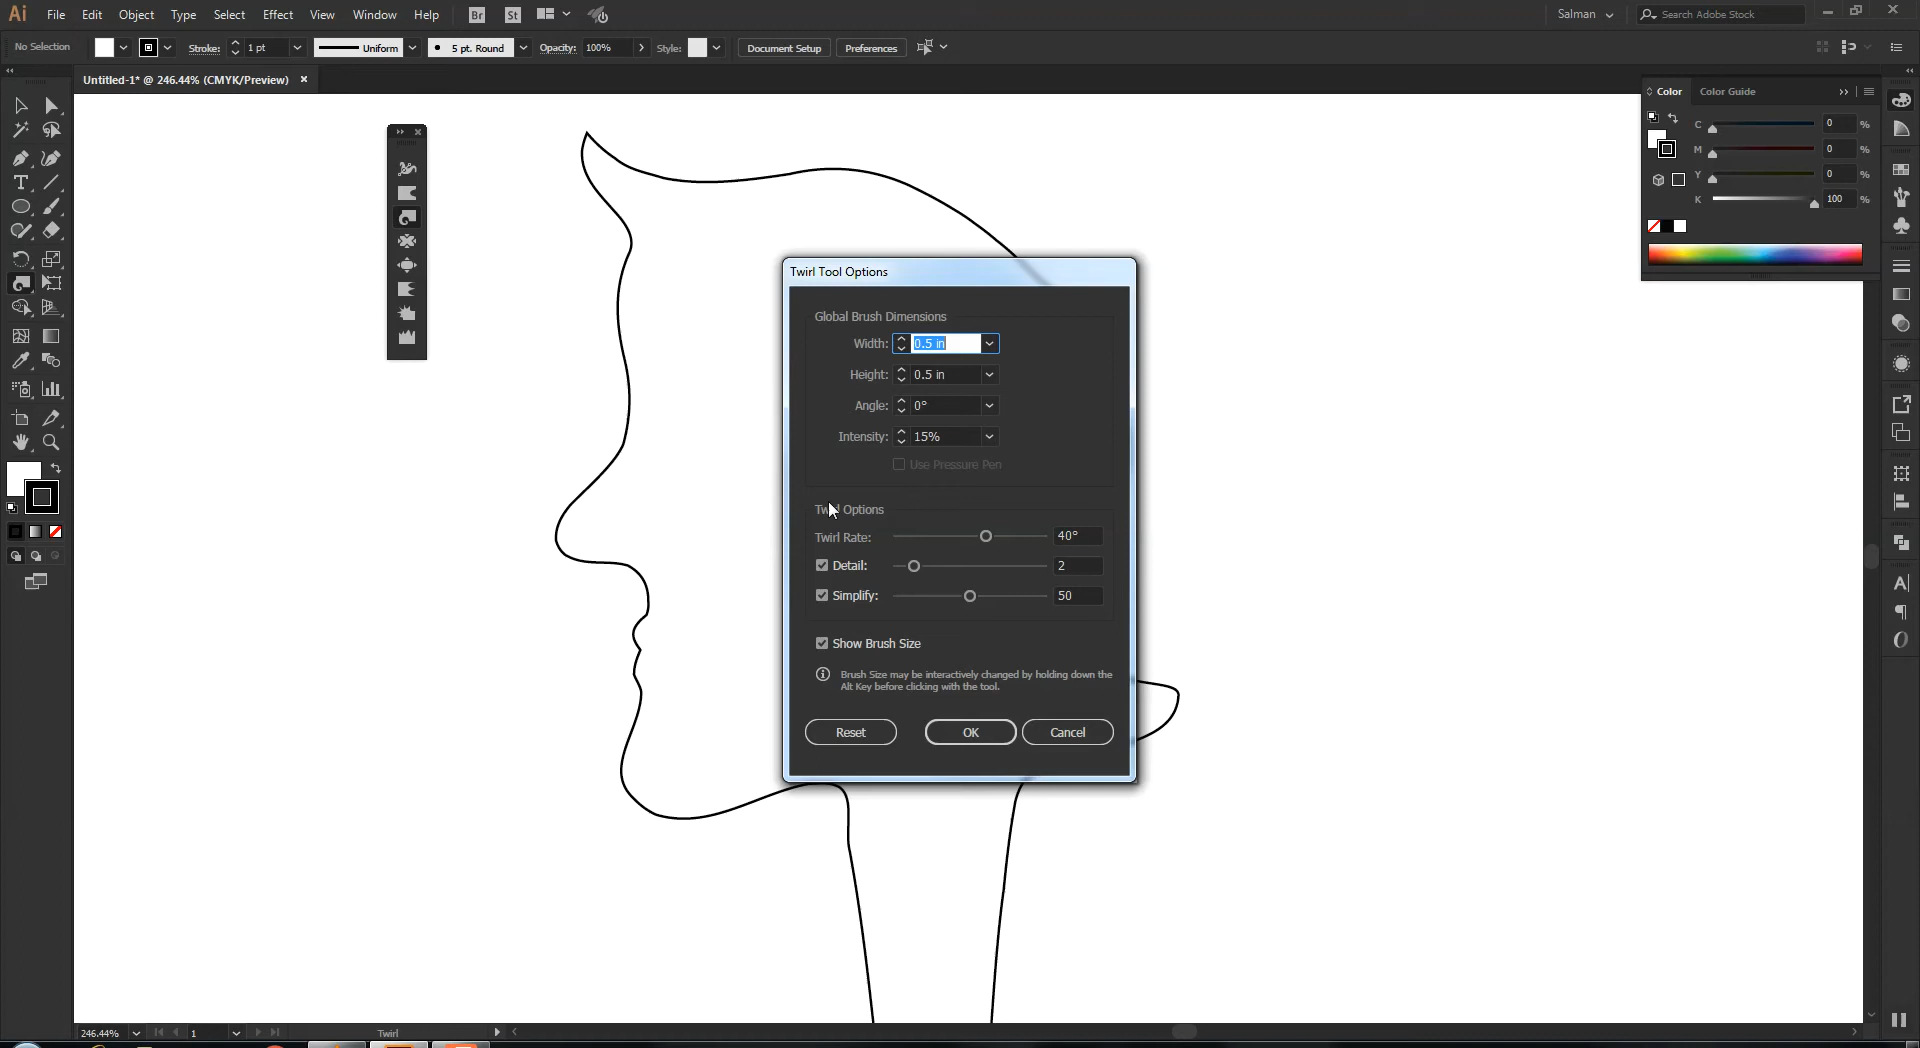 Ai File Edit Object Type Select Effect View Window Help Br St Salman Search Adobe Stock
No Selection Stroke: 1 pt Uniform 5 pt. Round Opacity: 100% Style: Document Setup Preferences
Untitled-1* @ 246.44% (CMYK/Preview)
Color Color Guide
C 0 %
M 0 %
Y 0 %
K 100 %
Twirl Tool Options
Global Brush Dimensions
Width: 0.5 in
Height: 0.5 in
Angle: 0°
Intensity: 15%
Use Pressure Pen
Twirl Options
Twirl Rate: 40°
Detail: 2
Simplify: 50
Show Brush Size
Brush Size may be interactively changed by holding down the
Alt Key before clicking with the tool.
Reset OK Cancel
246.44% 1 Twirl